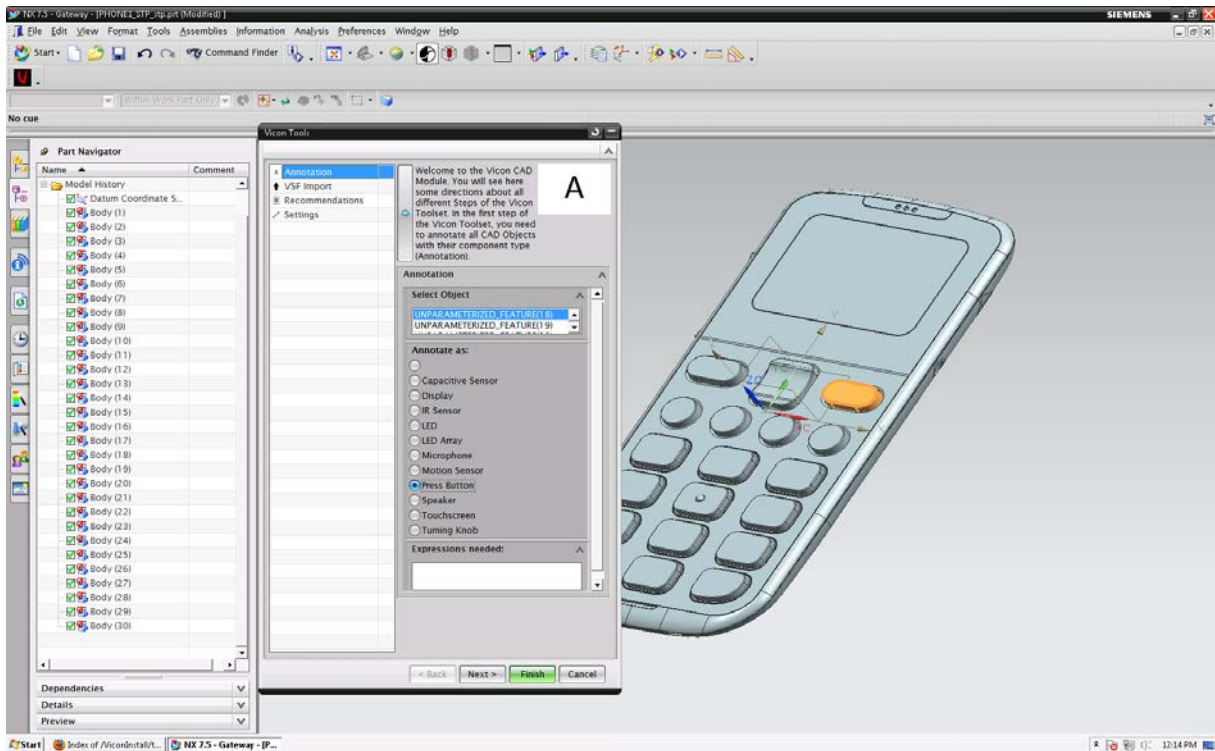 NX 7.5 - Gateway - [PHONE1_STP_stp.prt (Modified) ]
SIEMENS
File Edit View Format Tools Assemblies Information Analysis Preferences Window Help
Start Command Finder
Within Work Part Only
No cue
Part Navigator
Name Comment
Model History
Datum Coordinate S...
Body (1)
Body (2)
Body (3)
Body (4)
Body (5)
Body (6)
Body (7)
Body (8)
Body (9)
Body (10)
Body (11)
Body (12)
Body (13)
Body (14)
Body (15)
Body (16)
Body (17)
Body (18)
Body (19)
Body (20)
Body (21)
Body (22)
Body (23)
Body (24)
Body (25)
Body (26)
Body (27)
Body (28)
Body (29)
Body (30)
Dependencies
Details
Preview
Vicon Tools
Annotation
VSF Import
Recommendations
Settings
Welcome to the Vicon CAD
Module. You will see here
some directions about all
different Steps of the Vicon
Toolset. In the first step of
the Vicon Toolset, you need
to annotate all CAD Objects
with their component type
(Annotation).
A
Annotation
Select Object
UNPARAMETERIZED_FEATURE(18)
UNPARAMETERIZED_FEATURE(19)
Annotate as:
Capacitive Sensor
Display
IR Sensor
LED
LED Array
Microphone
Motion Sensor
Press Button
Speaker
Touchscreen
Turning Knob
Expressions needed:
< Back Next > Finish Cancel
Start Index of /ViconInstall/t... NX 7.5 - Gateway - [P... 12:14 PM